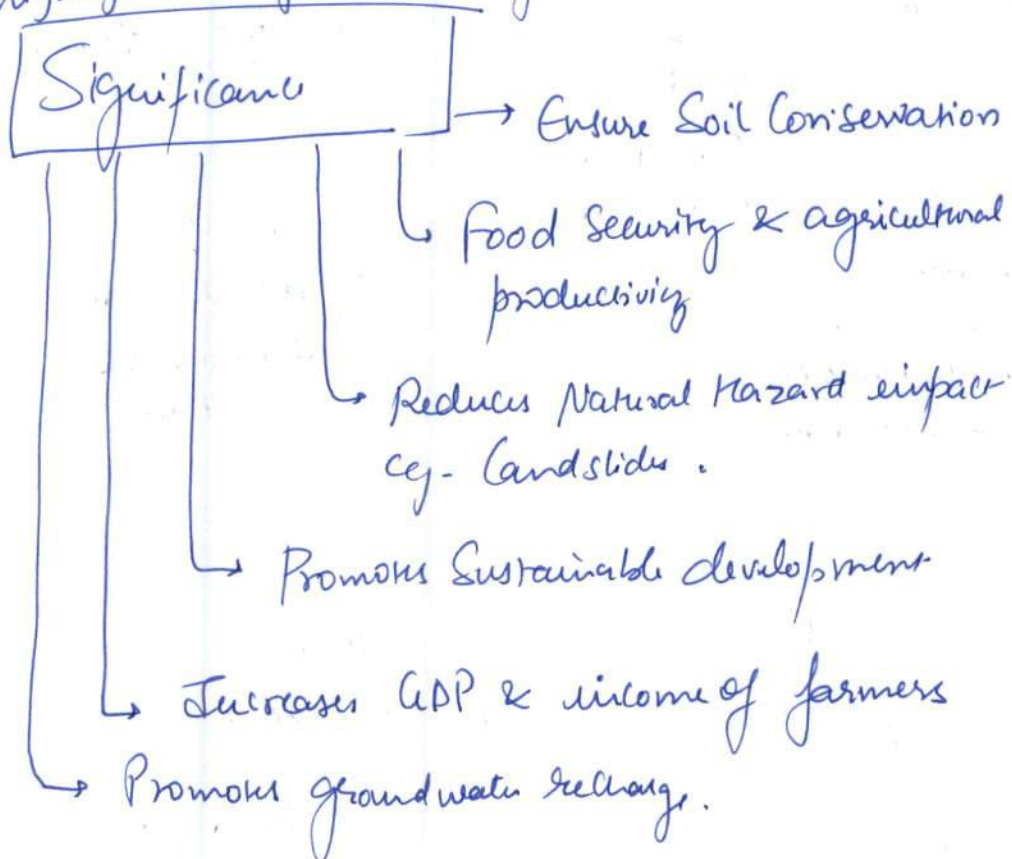 Significance
→ Ensure Soil Conservation
→ Food Security & agricultural
productivity
→ Reduces Natural Hazard impact
eg - Landslides.
→ Promotes Sustainable development
→ Increases GDP & income of farmers
→ Promotes groundwater recharge.